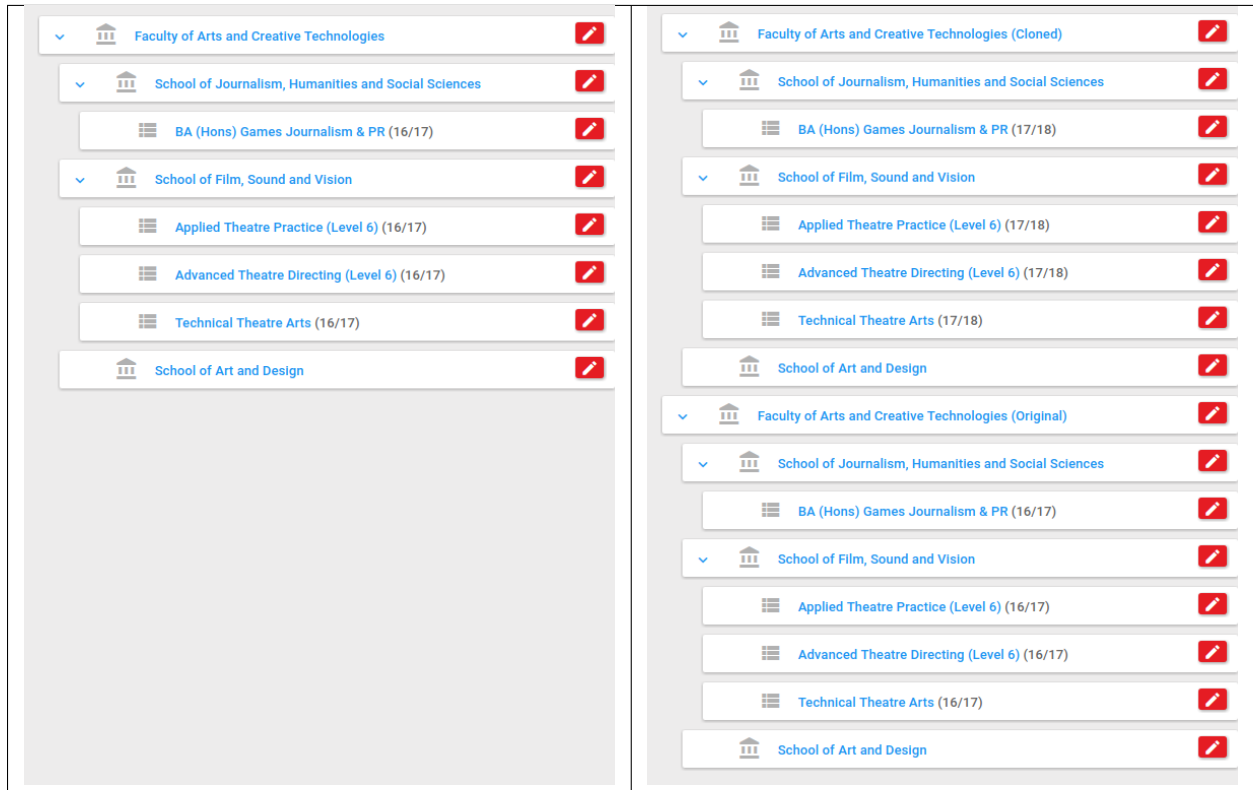 Faculty of Arts and Creative Technologies
School of Journalism, Humanities and Social Sciences
BA (Hons) Games Journalism & PR (16/17)
School of Film, Sound and Vision
Applied Theatre Practice (Level 6) (16/17)
Advanced Theatre Directing (Level 6) (16/17)
Technical Theatre Arts (16/17)
School of Art and Design
Faculty of Arts and Creative Technologies (Cloned)
School of Journalism, Humanities and Social Sciences
BA (Hons) Games Journalism & PR (17/18)
School of Film, Sound and Vision
Applied Theatre Practice (Level 6) (17/18)
Advanced Theatre Directing (Level 6) (17/18)
Technical Theatre Arts (17/18)
School of Art and Design
Faculty of Arts and Creative Technologies (Original)
School of Journalism, Humanities and Social Sciences
BA (Hons) Games Journalism & PR (16/17)
School of Film, Sound and Vision
Applied Theatre Practice (Level 6) (16/17)
Advanced Theatre Directing (Level 6) (16/17)
Technical Theatre Arts (16/17)
School of Art and Design